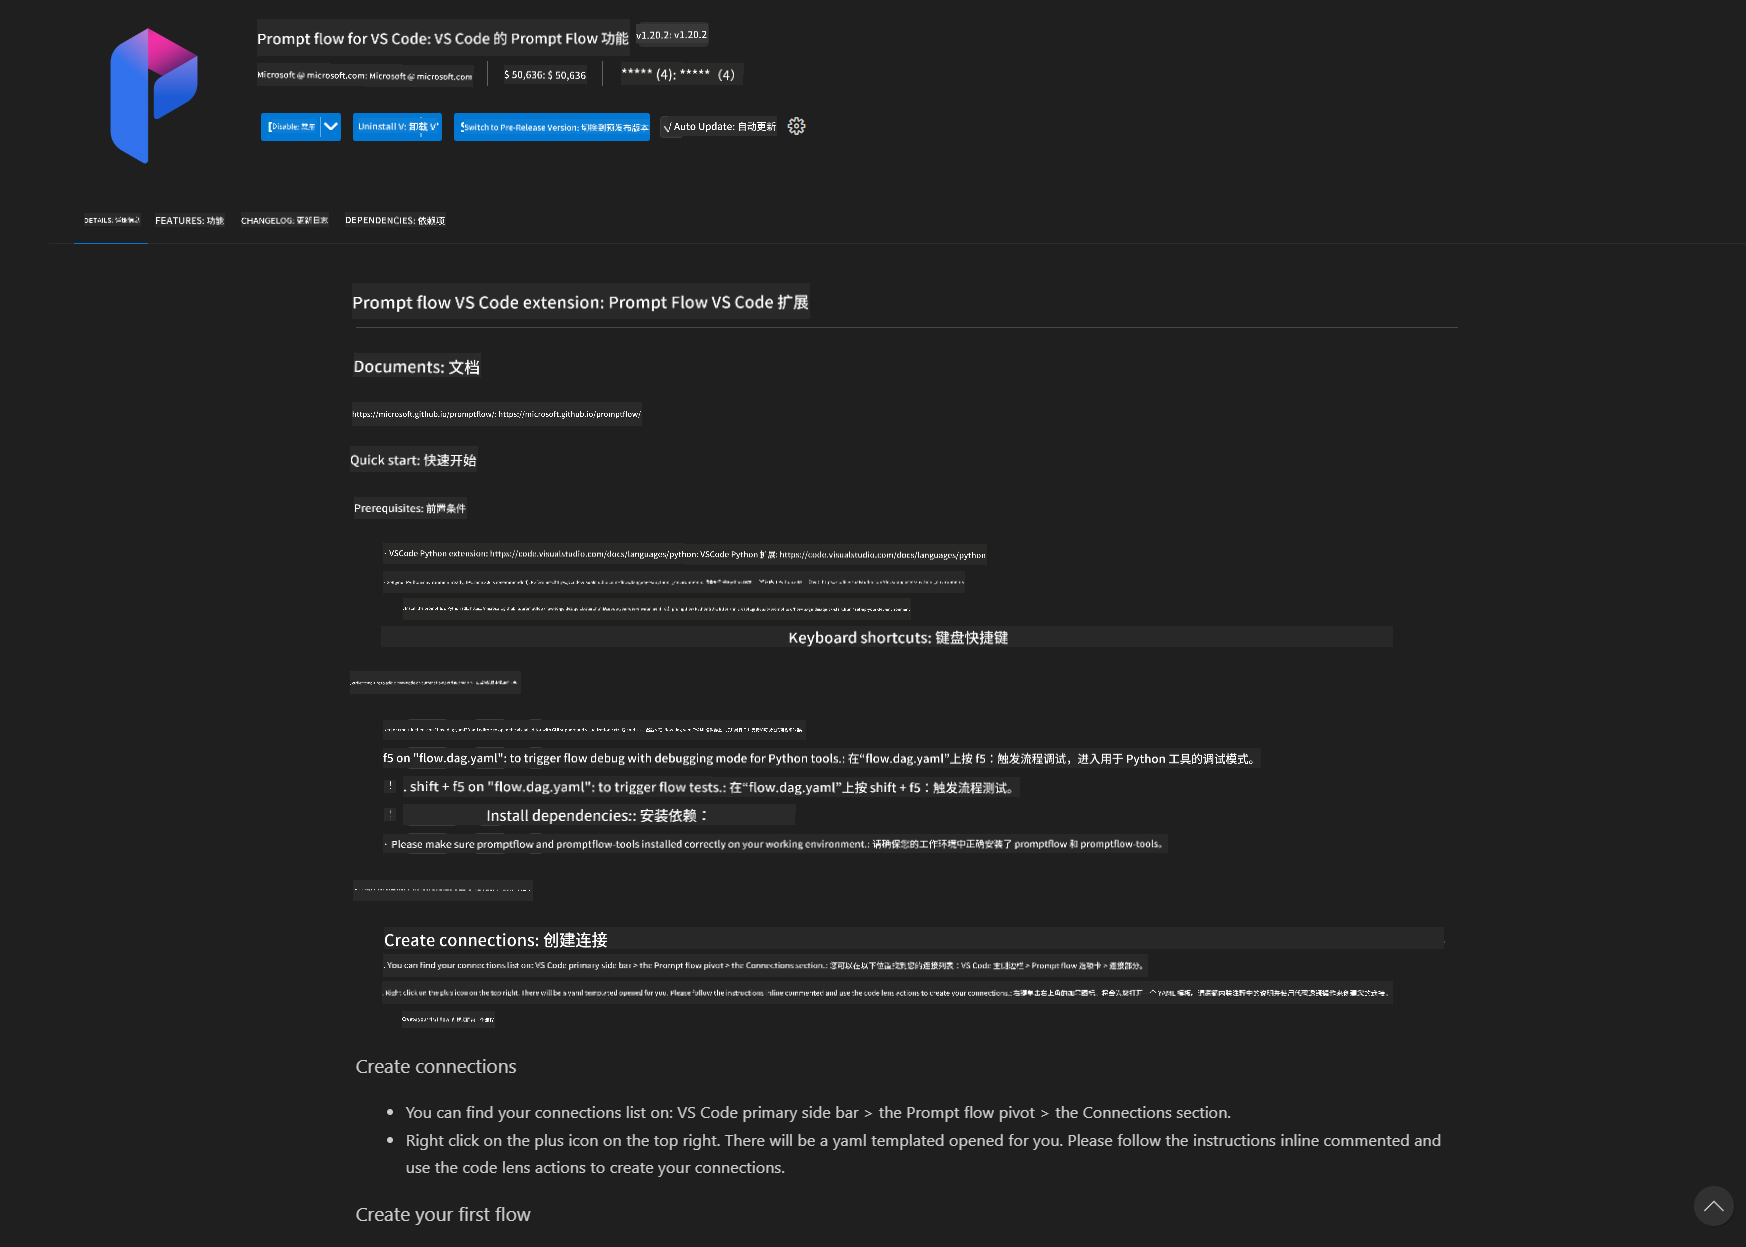 Prompt flow for VS Code: VS Code 的 Prompt Flow 功能 v1.20.2: v1.20.2
Microsoft @ microsoft.com: Microsoft @ microsoft.com $ 50,636: $ 50,636 ***** (4): ***** (4)
Disable: 禁用 Uninstall V: 卸载 V Switch to Pre-Release Version: 切换到预发布版本 √ Auto Update: 自动更新
DETAILS: 详细信息 FEATURES: 功能 CHANGELOG: 更新日志 DEPENDENCIES: 依赖项
Prompt flow VS Code extension: Prompt Flow VS Code 扩展
Documents: 文档
https://microsoft.github.io/promptflow/: https://microsoft.github.io/promptflow/
Quick start: 快速开始
Prerequisites: 前置条件
· VSCode Python extension: https://code.visualstudio.com/docs/languages/python: VSCode Python 扩展: https://code.visualstudio.com/docs/languages/python
Keyboard shortcuts: 键盘快捷键
f5 on "flow.dag.yaml": to trigger flow debug with debugging mode for Python tools.: 在“flow.dag.yaml”上按 f5：触发流程调试，进入用于 Python 工具的调试模式。
! . shift + f5 on "flow.dag.yaml": to trigger flow tests.: 在“flow.dag.yaml”上按 shift + f5：触发流程测试。
! Install dependencies:: 安装依赖：
· Please make sure promptflow and promptflow-tools installed correctly on your working environment.: 请确保您的工作环境中正确安装了 promptflow 和 promptflow-tools。
Create connections: 创建连接
. You can find your connections list on: VS Code primary side bar > the Prompt flow pivot > the Connections section.: 您可以在以下位置找到您的连接列表：VS Code 主侧边栏 > Prompt flow 选项卡 > 连接部分。
. Right click on the plus icon on the top right. There will be a yaml templated opened for you. Please follow the instructions inline commented and use the code lens actions to create your connections.:
Create connections
• You can find your connections list on: VS Code primary side bar > the Prompt flow pivot > the Connections section.
• Right click on the plus icon on the top right. There will be a yaml templated opened for you. Please follow the instructions inline commented and
use the code lens actions to create your connections.
Create your first flow